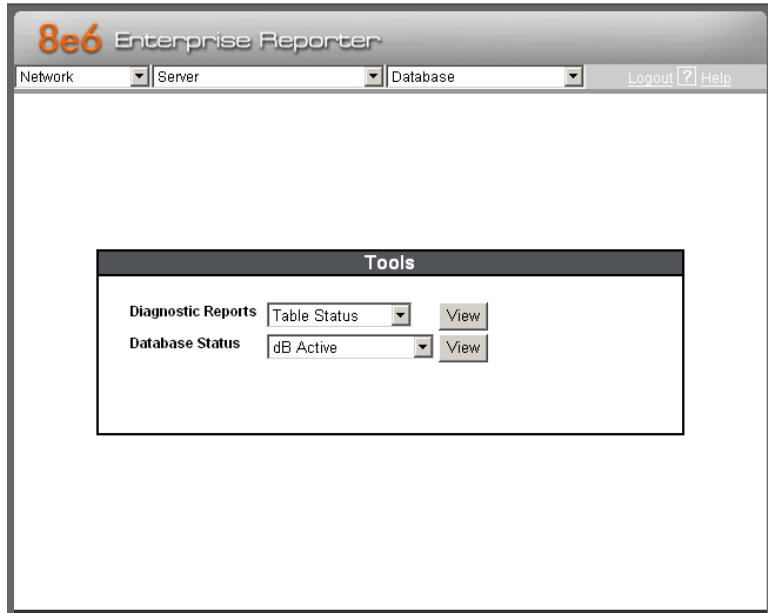 8e6 Enterprise Reporter
Network Server Database Logout ? Help
Tools
Diagnostic Reports Table Status View
Database Status dB Active View